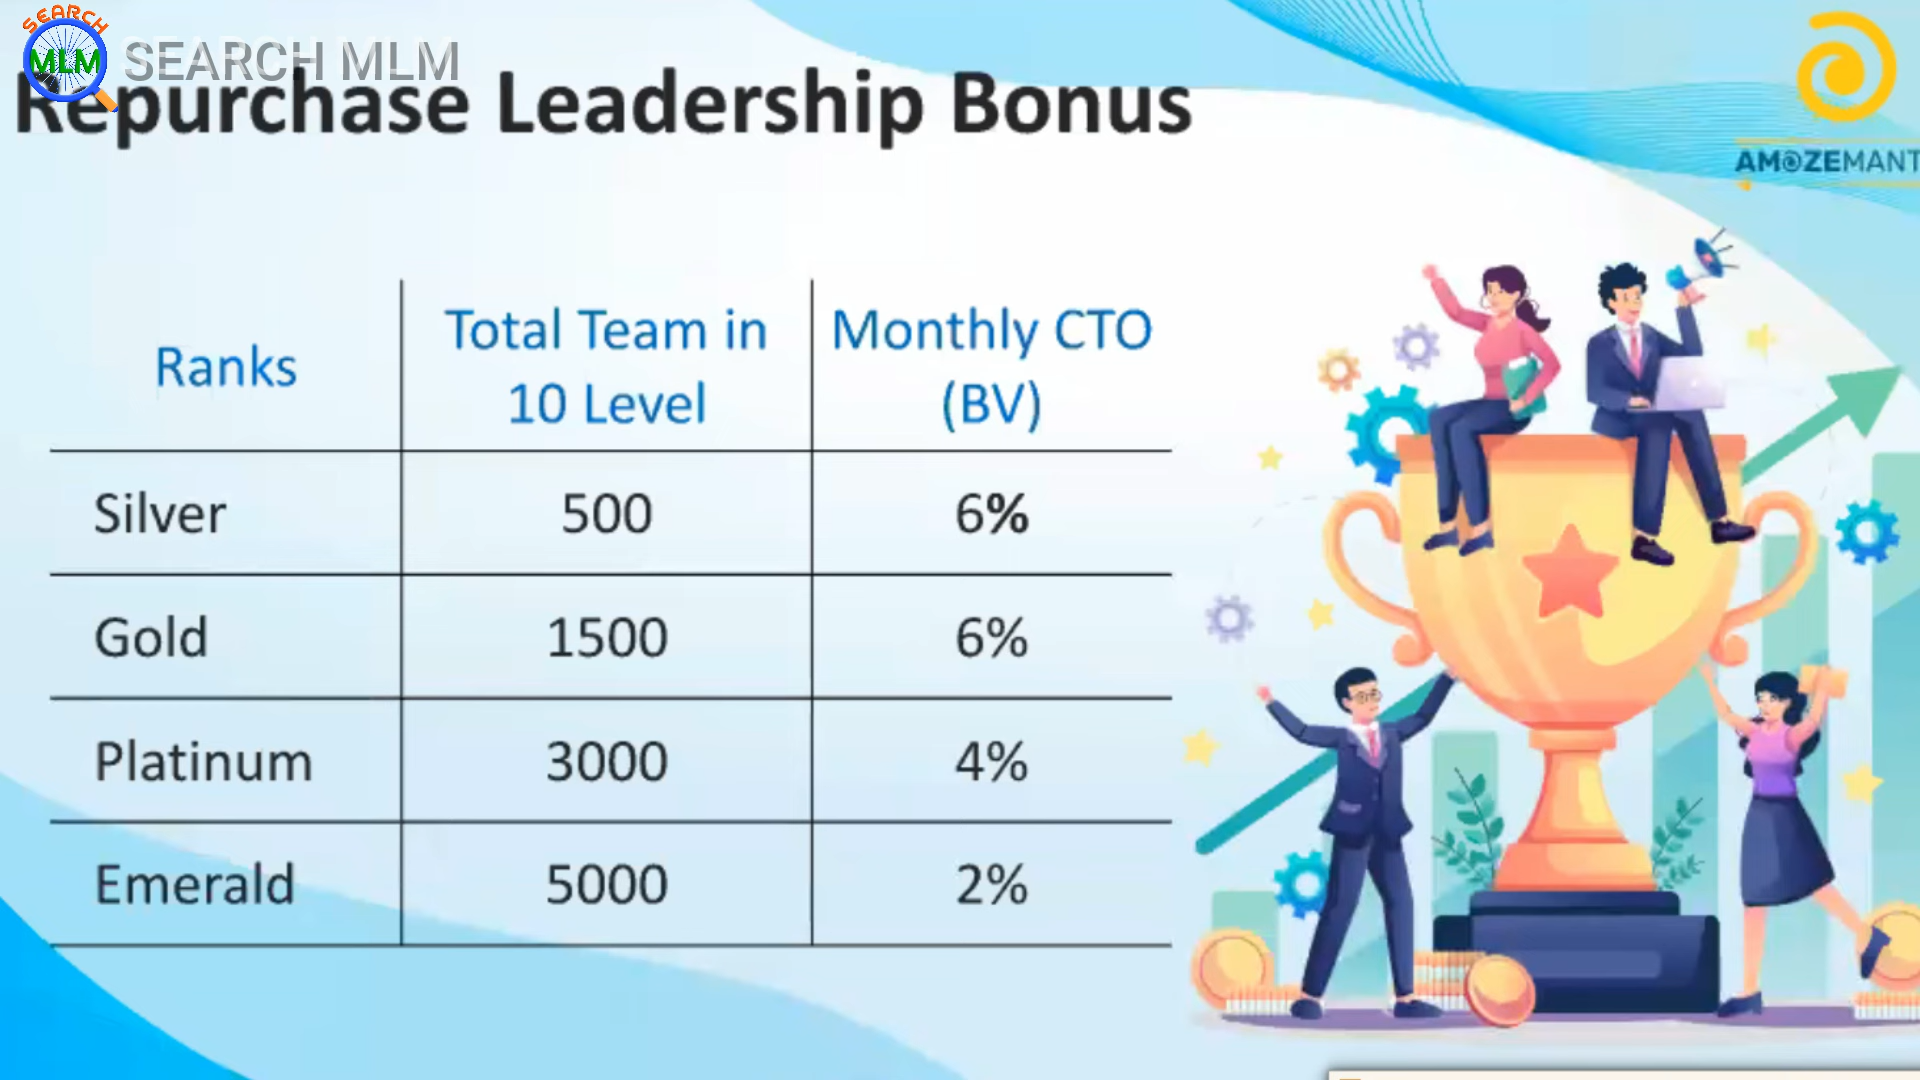 SEARCH
MLM
SEARCH MLM
Repurchase Leadership Bonus
AMAZEMANT
Ranks
Total Team in
10 Level
Monthly CTO
(BV)
Silver 500 6%
Gold 1500 6%
Platinum 3000 4%
Emerald 5000 2%